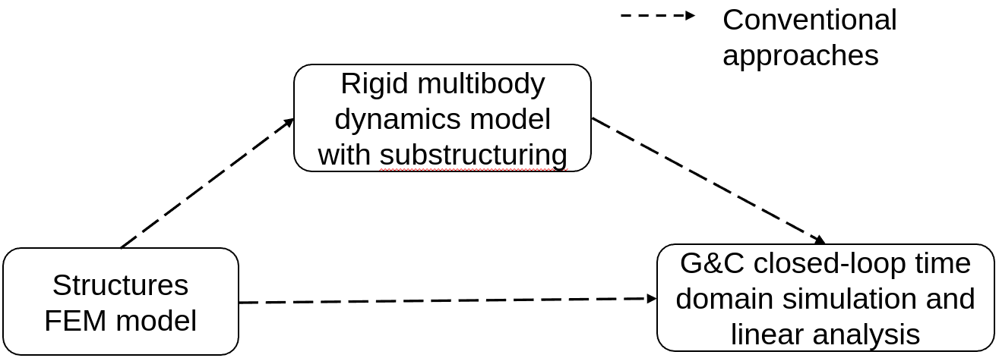 Conventional
approaches
Rigid multibody
dynamics model
with substructuring
Structures
FEM model
G&C closed-loop time
domain simulation and
linear analysis